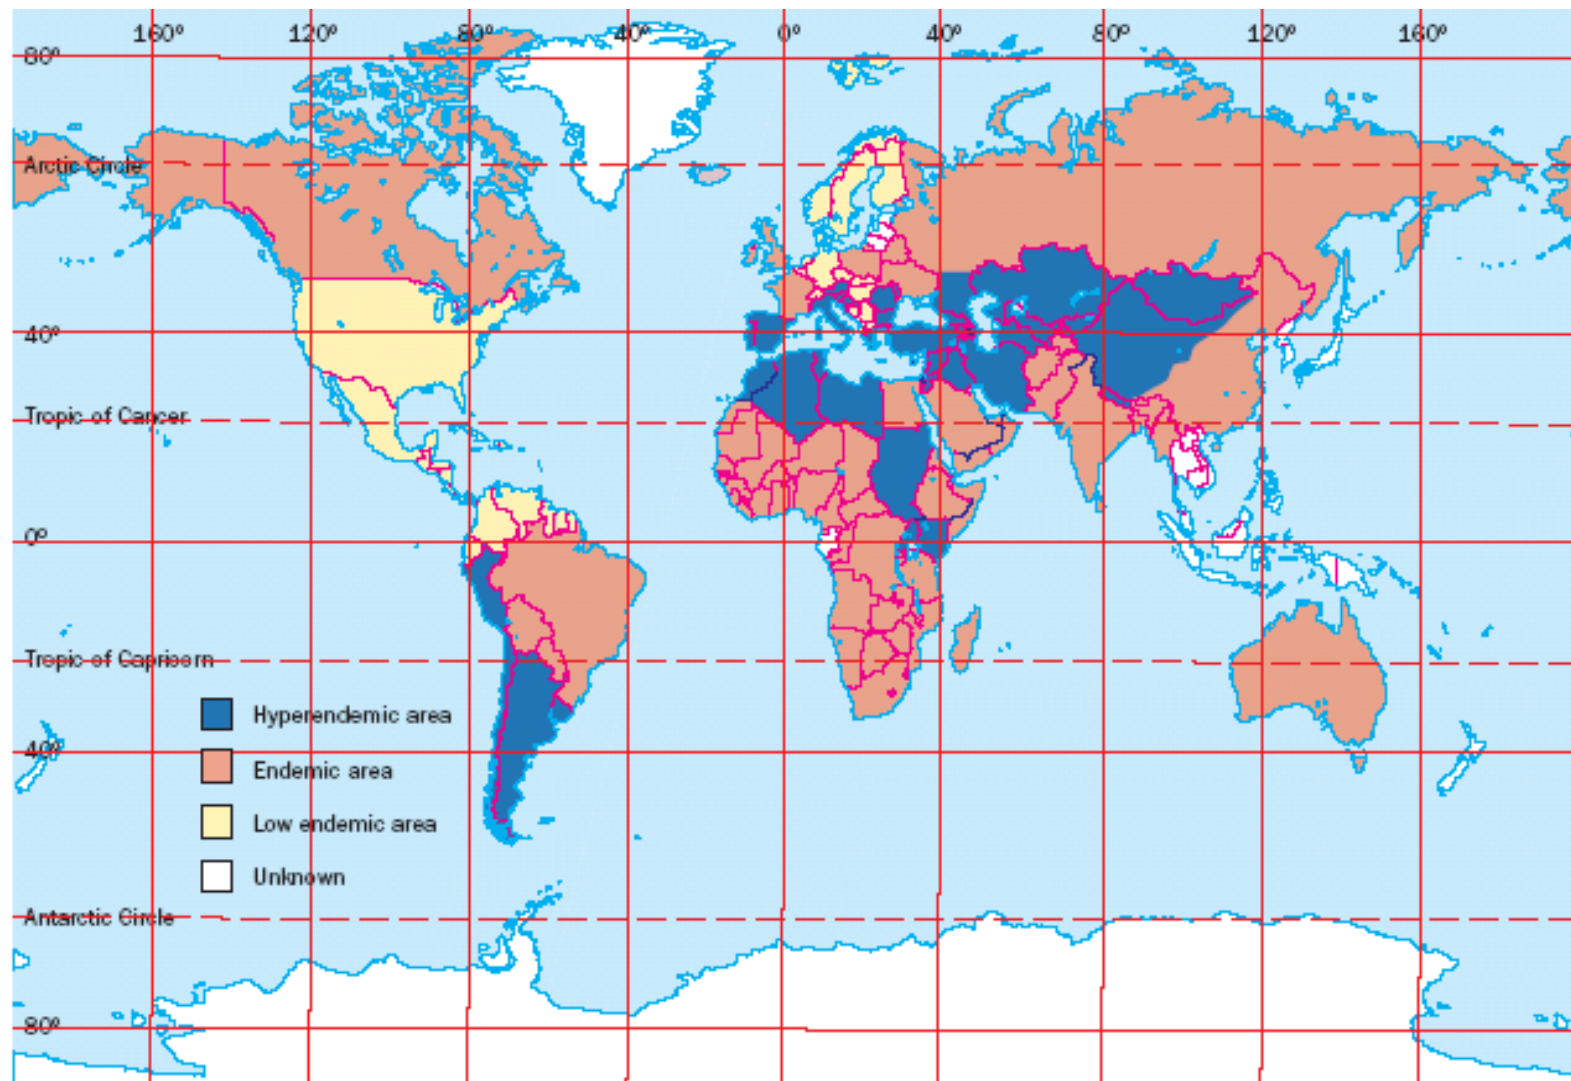 160º 120º 80º 40º 0º 40º 80º 120º 160º
80º
Arctic Circle
40º
Tropic of Cancer
0º
Tropic of Capricorn
Hyperendemic area
40º
Endemic area
Low endemic area
Unknown
Antarctic Circle
80º